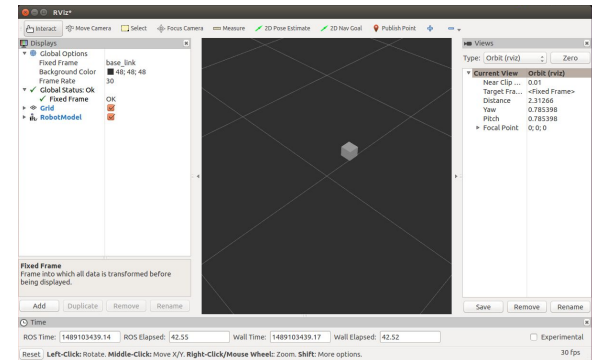 RViz*
Interact Move Camera Select Focus Camera Measure 2D Pose Estimate 2D Nav Goal Publish Point
Displays
Global Options
Fixed Frame base_link
Background Color 48; 48; 48
Frame Rate 30
Global Status: Ok
Fixed Frame OK
Grid
RobotModel
Fixed Frame
Frame into which all data is transformed before
being displayed.
Add Duplicate Remove Rename
Views
Type: Orbit (rviz) Zero
Current View Orbit (rviz)
Near Clip ... 0.01
Target Fra... <Fixed Frame>
Distance 2.31266
Yaw 0.785398
Pitch 0.785398
Focal Point 0; 0; 0
Save Remove Rename
Time
ROS Time: 1489103439.14 ROS Elapsed: 42.55 Wall Time: 1489103439.17 Wall Elapsed: 42.52 Experimental
Reset Left-Click: Rotate. Middle-Click: Move X/Y. Right-Click/Mouse Wheel: Zoom. Shift: More options. 30 fps